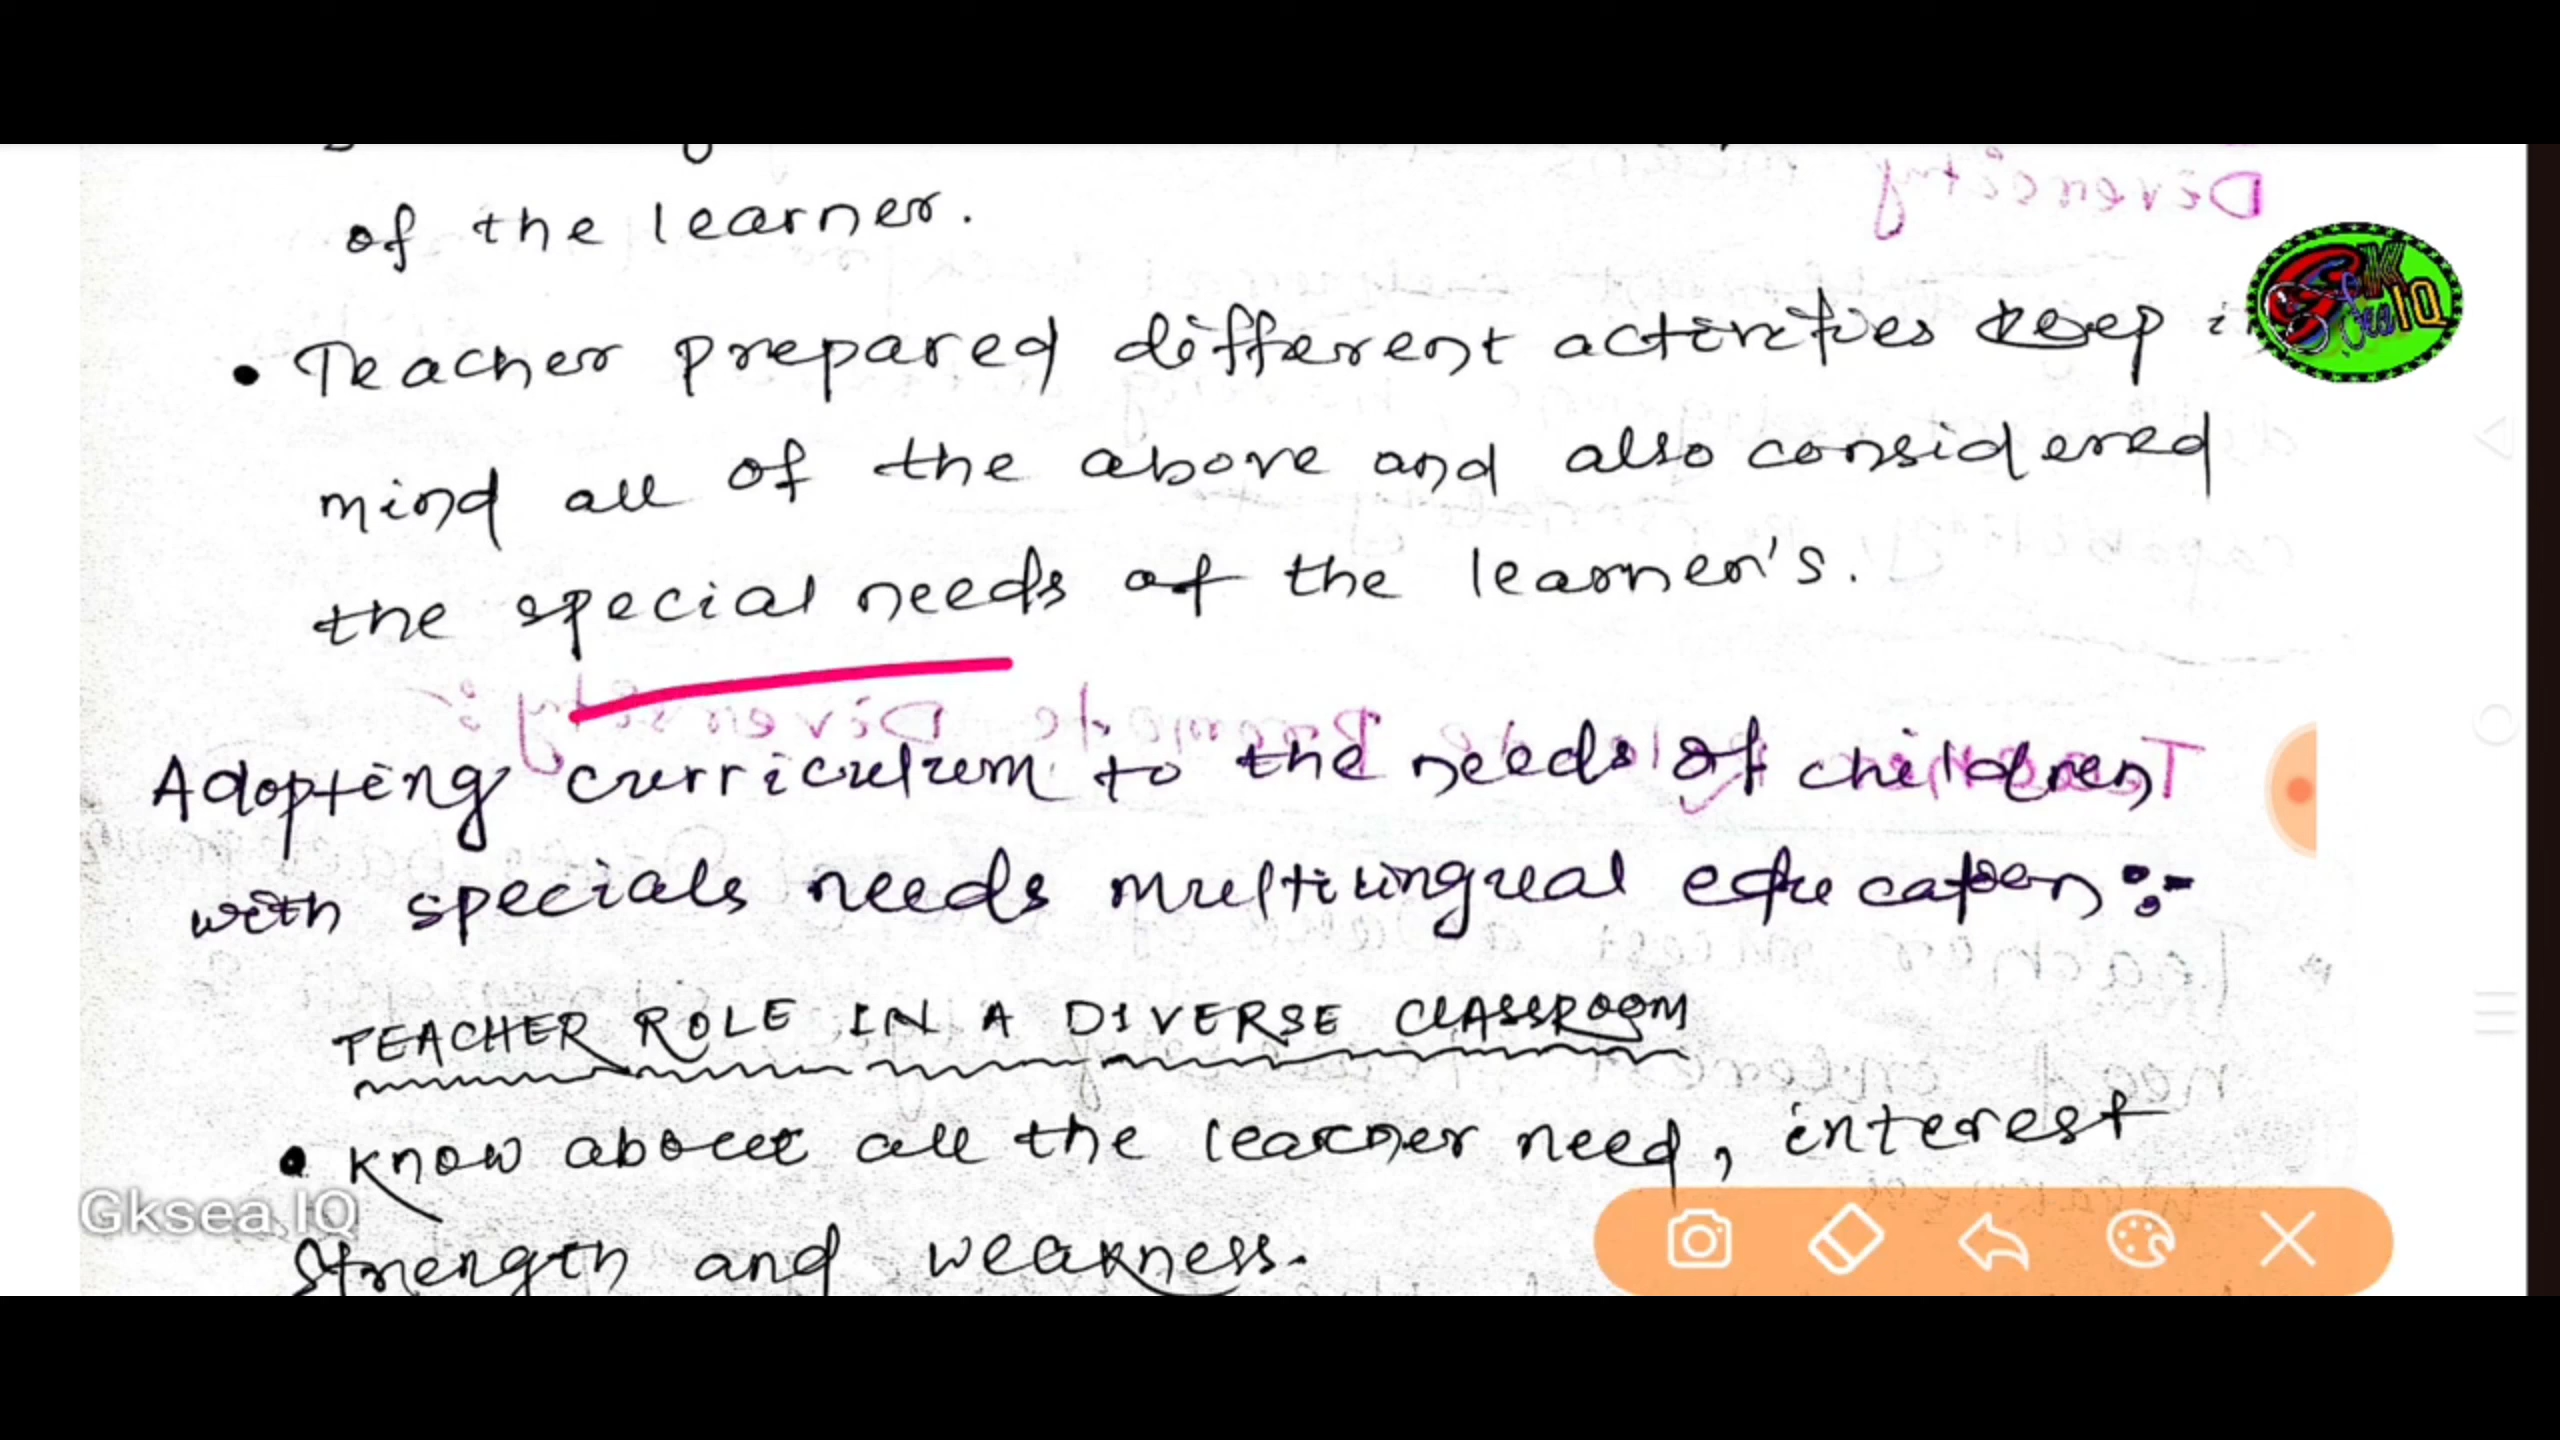 of the learner.
• Teacher prepared different activities keep i
mind all of the above and also considered
the special needs of the learner's.
Adopting curriculum to the needs of children
with specials needs multilingual education :-
TEACHER ROLE IN A DIVERSE CLASSROOM
• Know about all the learner need, interest
Strength and weakness.
Gksea IQ